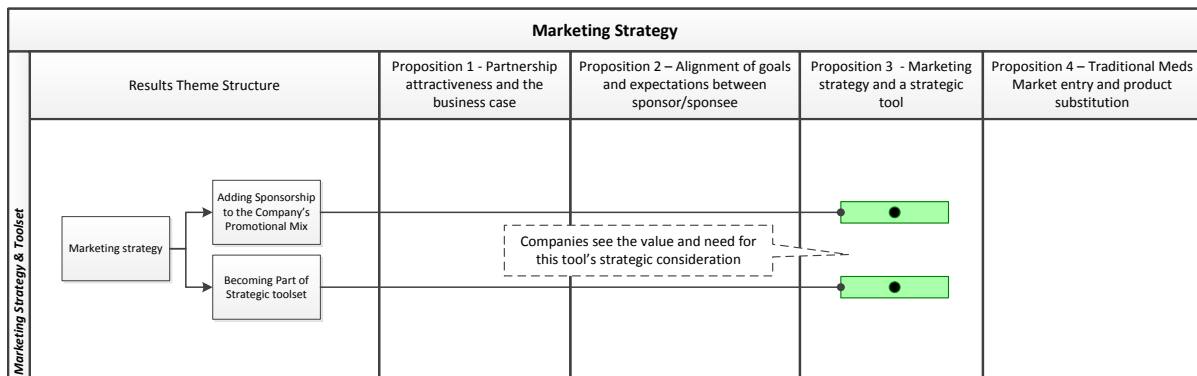 Marketing Strategy
Results Theme Structure
Proposition 1 - Partnership
attractiveness and the
business case
Proposition 2 – Alignment of goals
and expectations between
sponsor/sponsee
Proposition 3  - Marketing
strategy and a strategic
tool
Proposition 4 – Traditional Meds
Market entry and product
substitution
Marketing Strategy & Toolset
Marketing strategy
Adding Sponsorship
to the Company’s
Promotional Mix
Becoming Part of
Strategic toolset
Companies see the value and need for
this tool’s strategic consideration